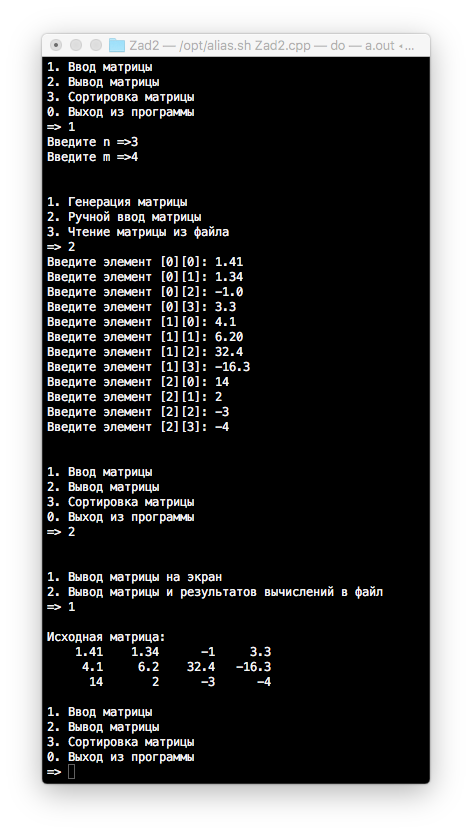 Zad2 — /opt/alias.sh Zad2.cpp — do — a.out ◂...
1. Ввод матрицы
2. Вывод матрицы
3. Сортировка матрицы
0. Выход из программы
=> 1
Введите n =>3
Введите m =>4
1. Генерация матрицы
2. Ручной ввод матрицы
3. Чтение матрицы из файла
=> 2
Введите элемент [0][0]: 1.41
Введите элемент [0][1]: 1.34
Введите элемент [0][2]: -1.0
Введите элемент [0][3]: 3.3
Введите элемент [1][0]: 4.1
Введите элемент [1][1]: 6.20
Введите элемент [1][2]: 32.4
Введите элемент [1][3]: -16.3
Введите элемент [2][0]: 14
Введите элемент [2][1]: 2
Введите элемент [2][2]: -3
Введите элемент [2][3]: -4
1. Ввод матрицы
2. Вывод матрицы
3. Сортировка матрицы
0. Выход из программы
=> 2
1. Вывод матрицы на экран
2. Вывод матрицы и результатов вычислений в файл
=> 1
Исходная матрица:
1.41 1.34 -1 3.3
4.1 6.2 32.4 -16.3
14 2 -3 -4
1. Ввод матрицы
2. Вывод матрицы
3. Сортировка матрицы
0. Выход из программы
=>